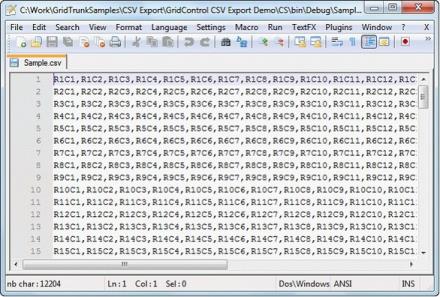 C:\Work\GridTrunkSamples\CSV Export\GridControl CSV Export Demo\CS\bin\Debug\Sampl...
File Edit Search View Format Language Settings Macro Run TextFX Plugins Window ? X
Sample.csv
1 R1C1,R1C2,R1C3,R1C4,R1C5,R1C6,R1C7,R1C8,R1C9,R1C10,R1C11,R1C12,R1C
2 R2C1,R2C2,R2C3,R2C4,R2C5,R2C6,R2C7,R2C8,R2C9,R2C10,R2C11,R2C12,R2C
3 R3C1,R3C2,R3C3,R3C4,R3C5,R3C6,R3C7,R3C8,R3C9,R3C10,R3C11,R3C12,R3C
4 R4C1,R4C2,R4C3,R4C4,R4C5,R4C6,R4C7,R4C8,R4C9,R4C10,R4C11,R4C12,R4C
5 R5C1,R5C2,R5C3,R5C4,R5C5,R5C6,R5C7,R5C8,R5C9,R5C10,R5C11,R5C12,R5C
6 R6C1,R6C2,R6C3,R6C4,R6C5,R6C6,R6C7,R6C8,R6C9,R6C10,R6C11,R6C12,R6C
7 R7C1,R7C2,R7C3,R7C4,R7C5,R7C6,R7C7,R7C8,R7C9,R7C10,R7C11,R7C12,R7C
8 R8C1,R8C2,R8C3,R8C4,R8C5,R8C6,R8C7,R8C8,R8C9,R8C10,R8C11,R8C12,R8C
9 R9C1,R9C2,R9C3,R9C4,R9C5,R9C6,R9C7,R9C8,R9C9,R9C10,R9C11,R9C12,R9C
10 R10C1,R10C2,R10C3,R10C4,R10C5,R10C6,R10C7,R10C8,R10C9,R10C10,R10C1
11 R11C1,R11C2,R11C3,R11C4,R11C5,R11C6,R11C7,R11C8,R11C9,R11C10,R11C1
12 R12C1,R12C2,R12C3,R12C4,R12C5,R12C6,R12C7,R12C8,R12C9,R12C10,R12C1
13 R13C1,R13C2,R13C3,R13C4,R13C5,R13C6,R13C7,R13C8,R13C9,R13C10,R13C1
14 R14C1,R14C2,R14C3,R14C4,R14C5,R14C6,R14C7,R14C8,R14C9,R14C10,R14C1
15 R15C1,R15C2,R15C3,R15C4,R15C5,R15C6,R15C7,R15C8,R15C9,R15C10,R15C1
nb char : 12204 Ln : 1 Col : 1 Sel : 0 Dos\Windows ANSI INS